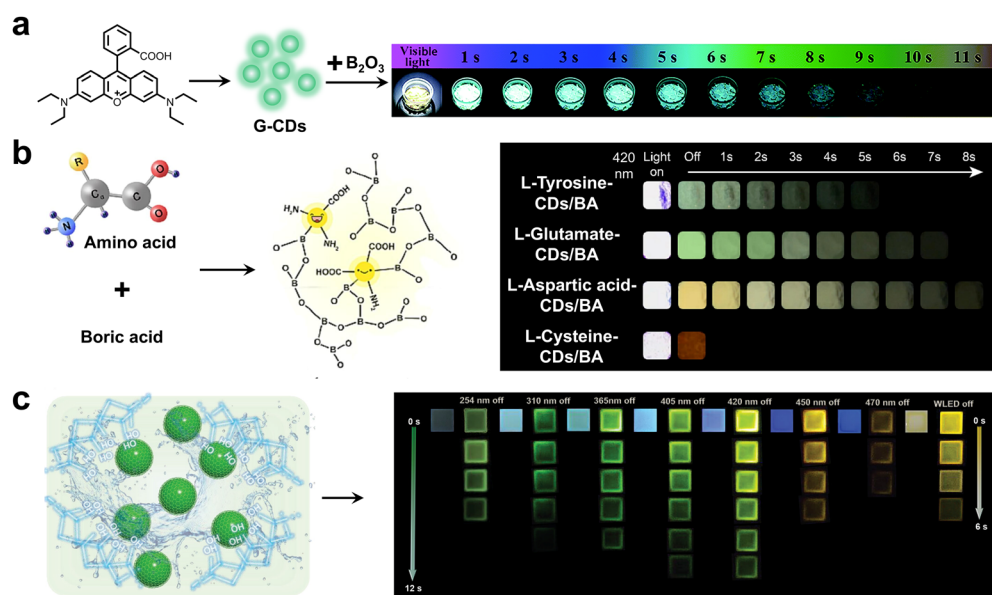 a
COOH
N
O+
N
G-CDs
+ B₂O₃
Visible light
1 s 2 s 3 s 4 s 5 s 6 s 7 s 8 s 9 s 10 s 11 s
b
R
O
Cα
C
N
O
Amino acid
+
Boric acid
COOH
H₂N
NH₂
COOH
HOOC
NH₂
420 nm
Light on
Off 1s 2s 3s 4s 5s 6s 7s 8s
L-Tyrosine-
CDs/BA
L-Glutamate-
CDs/BA
L-Aspartic acid-
CDs/BA
L-Cysteine-
CDs/BA
c
HO
254 nm off 310 nm off 365nm off 405 nm off 420 nm off 450 nm off 470 nm off WLED off
0 s
12 s
0 s
6 s